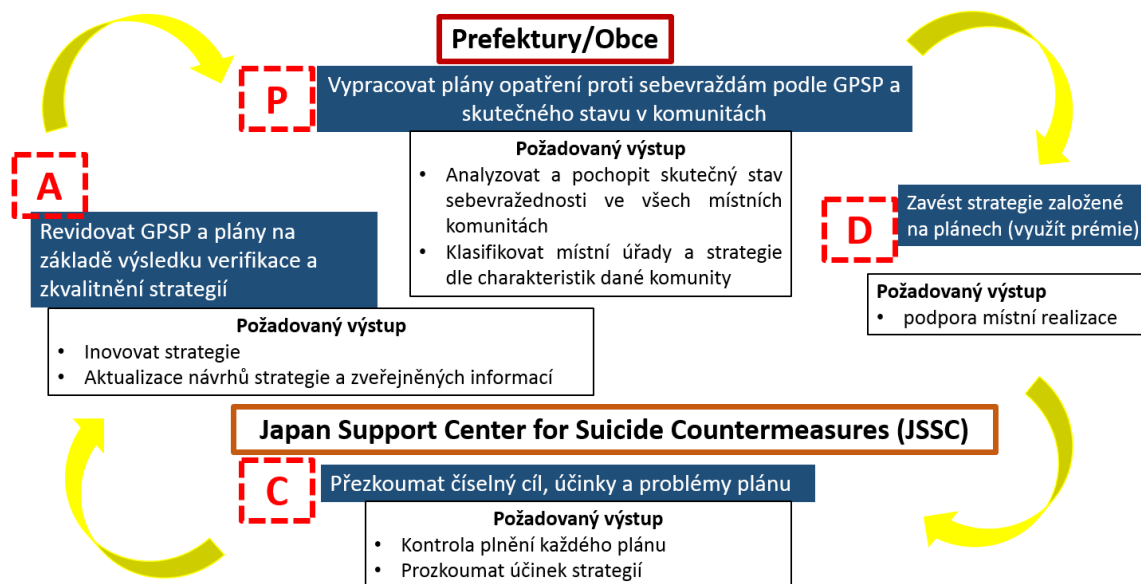 Prefektury/Obce
P
Vypracovat plány opatření proti sebevraždám podle GPSP a
skutečného stavu v komunitách
Požadovaný výstup
• Analyzovat a pochopit skutečný stav
sebevražednosti ve všech místních
komunitách
• Klasifikovat místní úřady a strategie
dle charakteristik dané komunity
D
Zavést strategie založené
na plánech (využít prémie)
Požadovaný výstup
• podpora místní realizace
A
Revidovat GPSP a plány na
základě výsledku verifikace a
zkvalitnění strategií
Požadovaný výstup
• Inovovat strategie
• Aktualizace návrhů strategie a zveřejněných informací
Japan Support Center for Suicide Countermeasures (JSSC)
C
Přezkoumat číselný cíl, účinky a problémy plánu
Požadovaný výstup
• Kontrola plnění každého plánu
• Prozkoumat účinek strategií